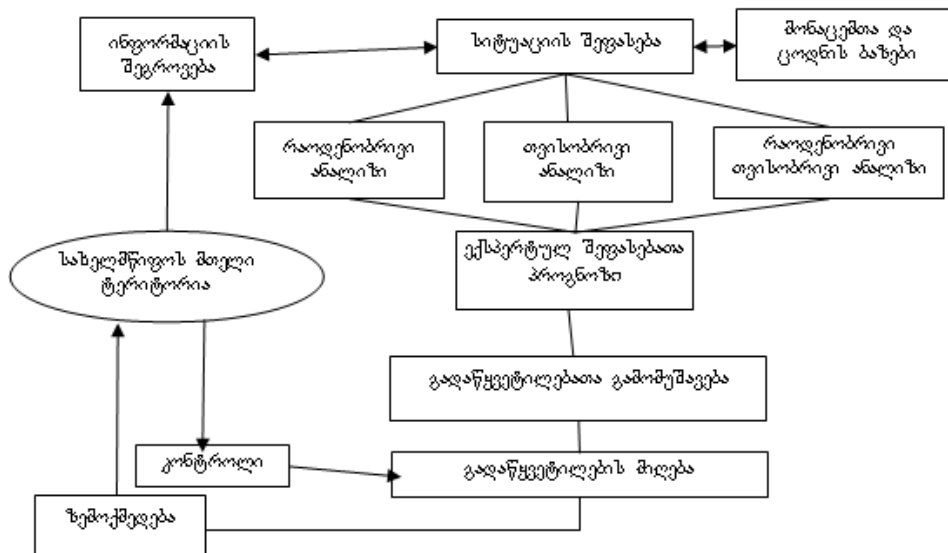 ინფორმაციის
შეგროვება
სიტუაციის შეფასება
მონაცემთა და
ცოდნის ბაზები
რაოდენობრივი
ანალიზი
თვისობრივი
ანალიზი
რაოდენობრივი
თვისობრივი ანალიზი
ექსპერტულ შეფასებათა
პროგნოზი
სახელმწიფოს მთელი
ტერიტორია
გადაწყვეტილებათა გამომუშავება
კონტროლი
გადაწყვეტილების მიღება
ზემოქმედება